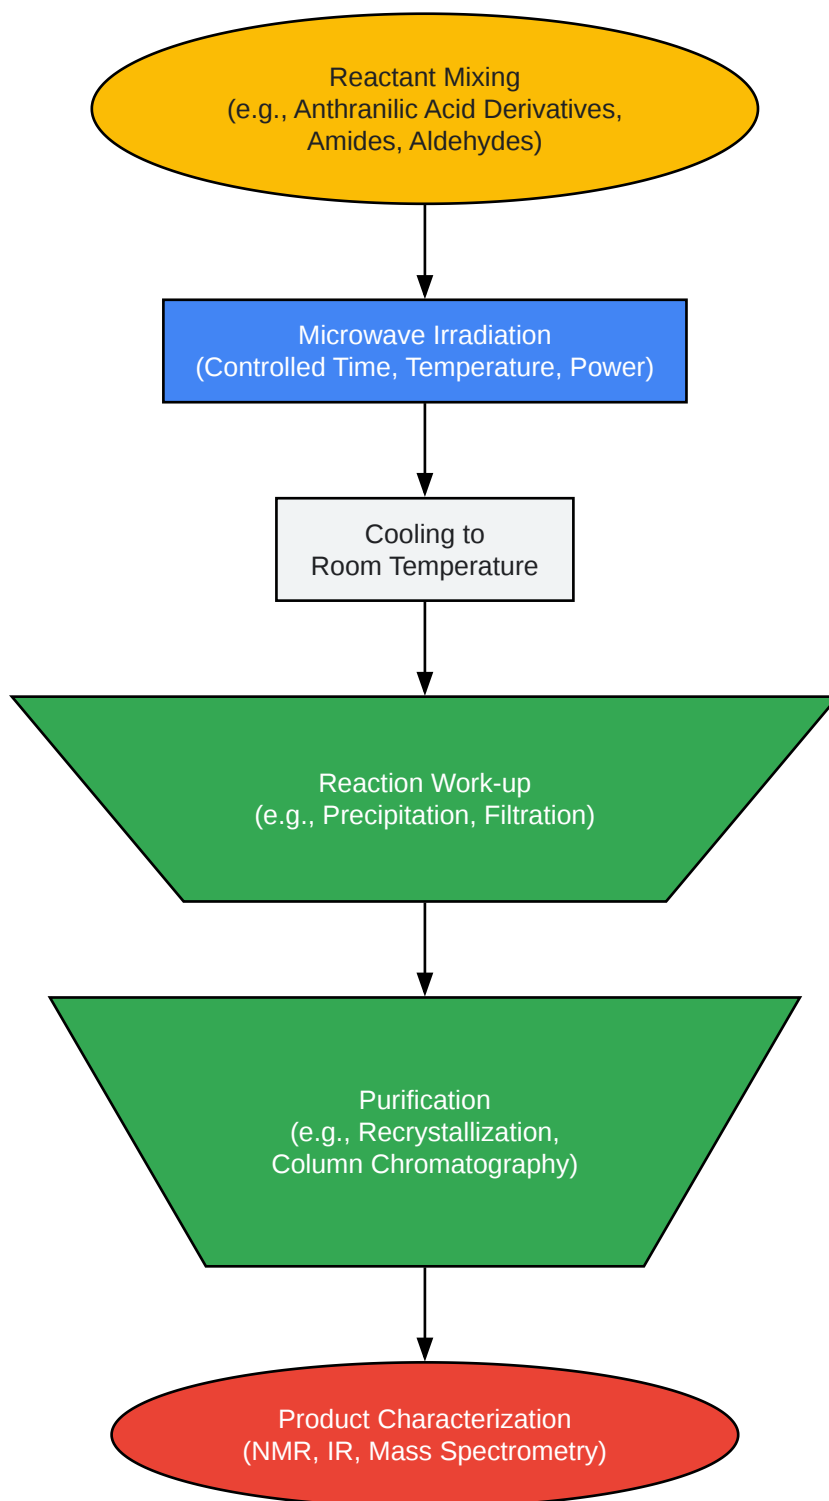 Reactant Mixing
(e.g., Anthranilic Acid Derivatives,
Amides, Aldehydes)
Microwave Irradiation
(Controlled Time, Temperature, Power)
Cooling to
Room Temperature
Reaction Work-up
(e.g., Precipitation, Filtration)
Purification
(e.g., Recrystallization,
Column Chromatography)
Product Characterization
(NMR, IR, Mass Spectrometry)